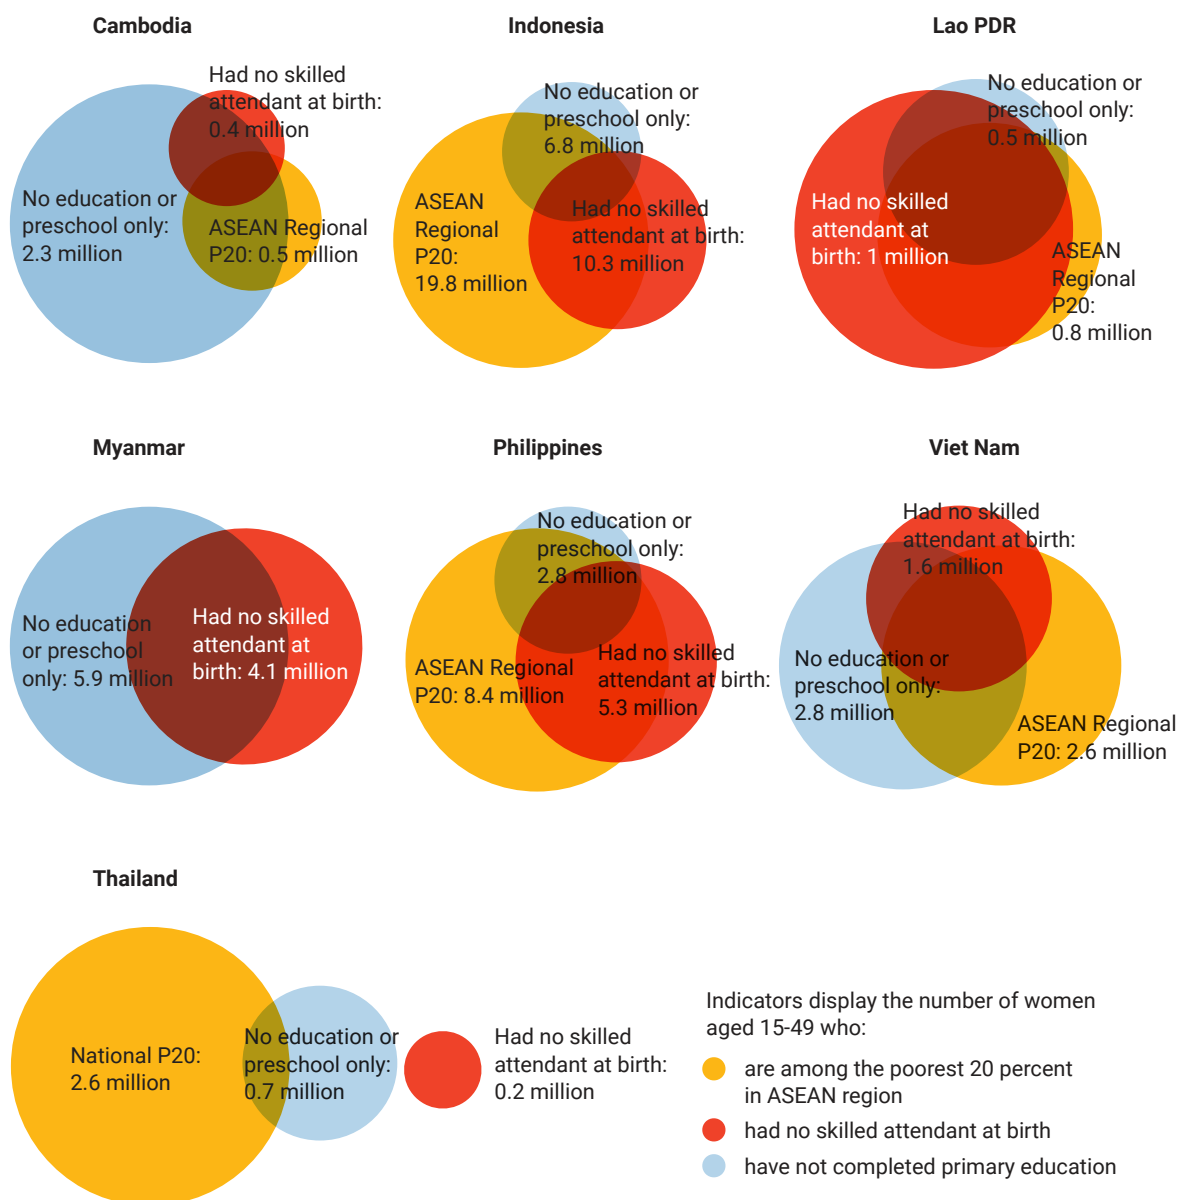 Cambodia
Had no skilled
attendant at birth:
0.4 million
No education or
preschool only:
2.3 million
ASEAN Regional
P20: 0.5 million
Indonesia
No education or
preschool only:
6.8 million
ASEAN
Regional
P20:
19.8 million
Had no skilled
attendant at birth:
10.3 million
Lao PDR
No education or
preschool only:
0.5 million
Had no skilled
attendant at
birth: 1 million
ASEAN
Regional
P20:
0.8 million
Myanmar
No education
or preschool
only: 5.9 million
Had no skilled
attendant at
birth: 4.1 million
Philippines
No education or
preschool only:
2.8 million
ASEAN Regional
P20: 8.4 million
Had no skilled
attendant at birth:
5.3 million
Viet Nam
Had no skilled
attendant at birth:
1.6 million
No education or
preschool only:
2.8 million
ASEAN Regional
P20: 2.6 million
Thailand
National P20:
2.6 million
No education or
preschool only:
0.7 million
Had no skilled
attendant at birth:
0.2 million
Indicators display the number of women
aged 15-49 who:
are among the poorest 20 percent
in ASEAN region
had no skilled attendant at birth
have not completed primary education